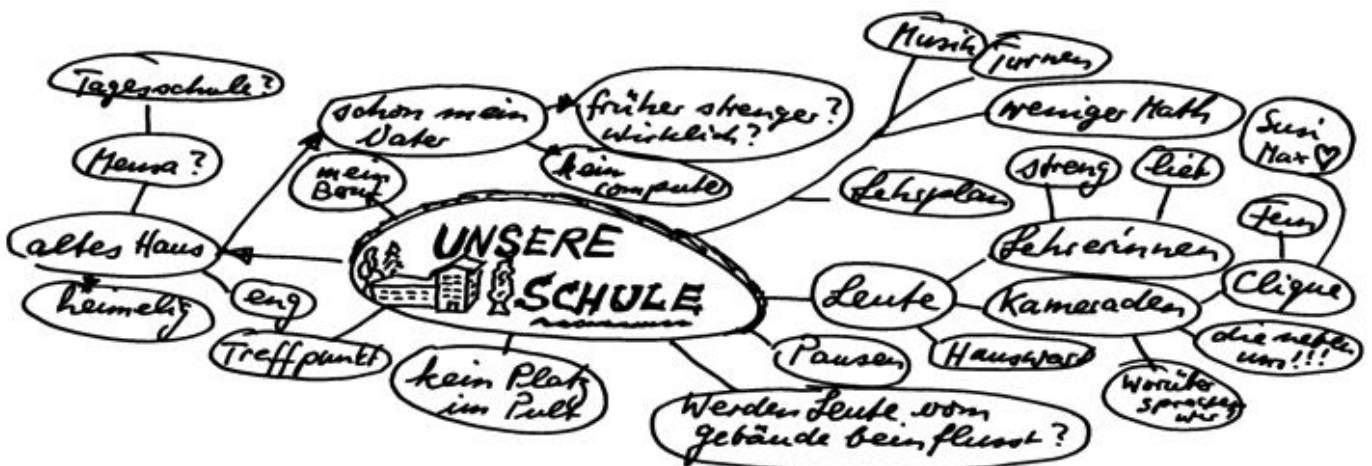 Musik
Turnen
weniger Math
Lehrplan
Tagesschule?
Mensa?
altes Haus
heimelig
eng
schon mein
Vater
früher strenger?
wirklich?
kein
compute
mein
UNSERE
SCHULE
Treffpunkt
kein Platz
im Pult
Pausen
Werden Leute vom
gebäude beinflusst?
Leute
Lehrerinnen
streng
lieb
Kameraden
Hauswart
Clique
Susi
Max
worüber
sprechen
wir?
uns!!!